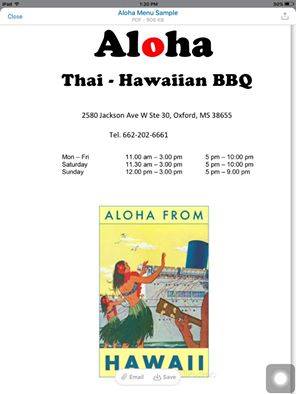 iPad
1:20 PM
50%
Close
Aloha Menu Sample
PDF - 905 KB
Aloha
Thai - Hawaiian BBQ
2580 Jackson Ave W Ste 30, Oxford, MS 38655
Tel. 662-202-6661
Mon – Fri 11.00 am – 3.00 pm 5 pm – 10:00 pm
Saturday 11.30 am – 3.00 pm 5 pm – 10:00 pm
Sunday 12.00 pm – 3.00 pm 5 pm – 9.00 pm
ALOHA FROM
HAWAII
Email Save